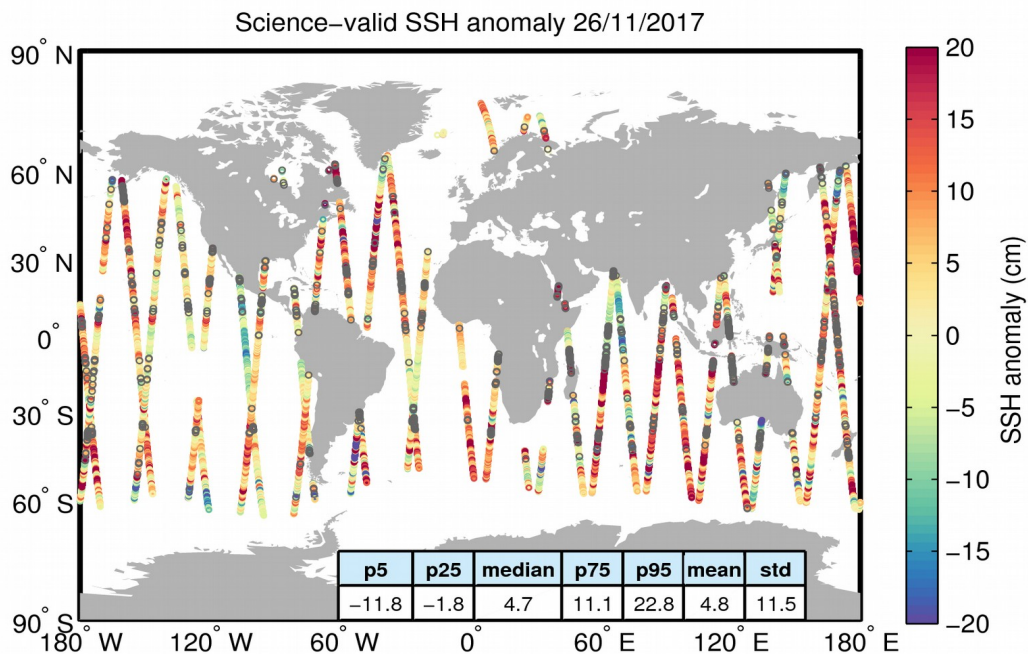 Science−valid SSH anomaly 26/11/2017
90° N
60° N
30° N
0°
30° S
60° S
90° S
180° W
120° W
60° W
0°
60° E
120° E
180° E
p5 p25 median p75 p95 mean std
−11.8 −1.8 4.7 11.1 22.8 4.8 11.5
20
15
10
5
0
−5
−10
−15
−20
SSH anomaly (cm)